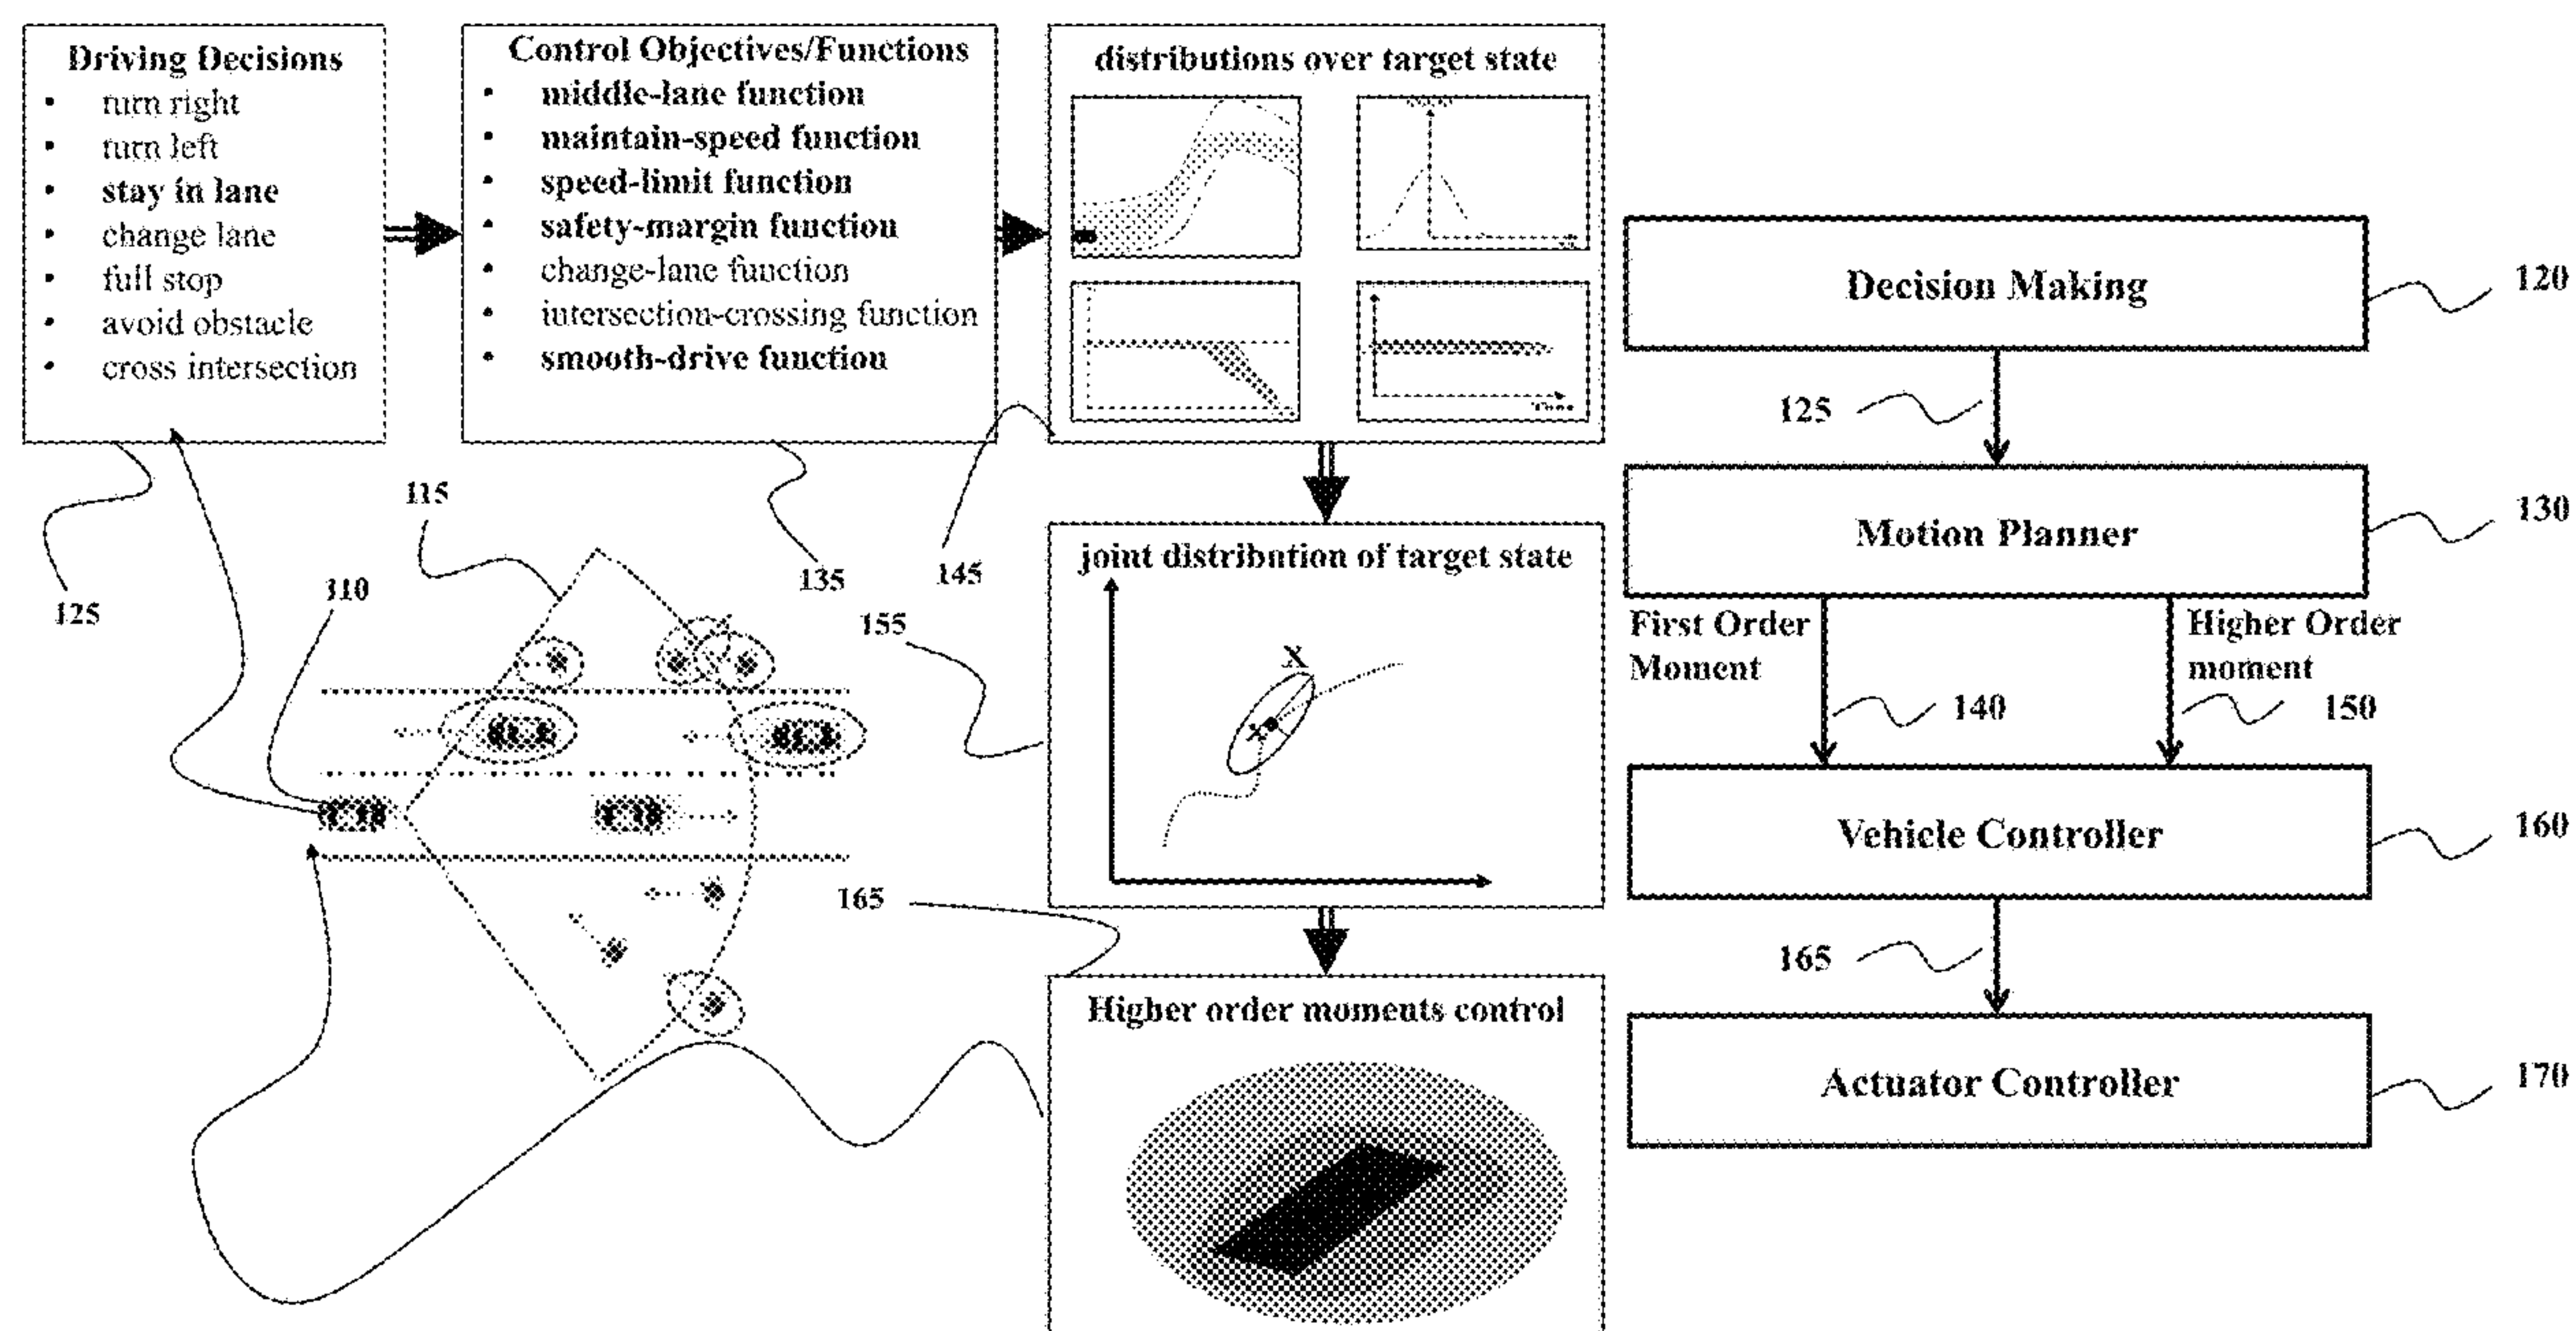 Driving Decisions
• turn right
• turn left
• stay in lane
• change lane
• full stop
• avoid obstacle
• cross intersection
Control Objectives/Functions
• middle-lane function
• maintain-speed function
• speed-limit function
• safety-margin function
• change-lane function
• intersection-crossing function
• smooth-drive function
distributions over target state
Time
125
115
110
135
145
155
joint distribution of target state
X
x
165
Higher order moments control
Decision Making
120
125
Motion Planner
130
First Order
Moment
Higher Order
moment
140
150
Vehicle Controller
160
165
Actuator Controller
170